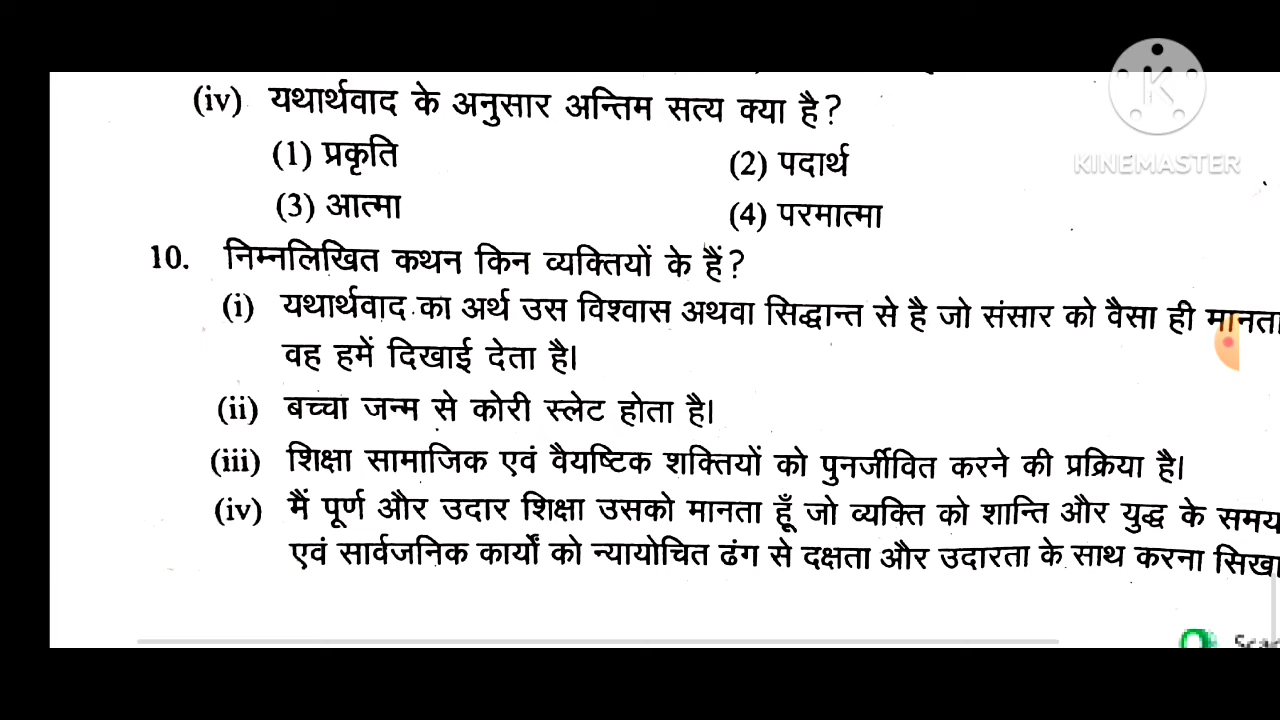 (iv) यथार्थवाद के अनुसार अन्तिम सत्य क्या है?
(1) प्रकृति (2) पदार्थ
(3) आत्मा (4) परमात्मा
10. निम्नलिखित कथन किन व्यक्तियों के हैं?
(i) यथार्थवाद का अर्थ उस विश्वास अथवा सिद्धान्त से है जो संसार को वैसा ही मानता
वह हमें दिखाई देता है।
(ii) बच्चा जन्म से कोरी स्लेट होता है।
(iii) शिक्षा सामाजिक एवं वैयष्टिक शक्तियों को पुनर्जीवित करने की प्रक्रिया है।
(iv) मैं पूर्ण और उदार शिक्षा उसको मानता हूँ जो व्यक्ति को शान्ति और युद्ध के समय
एवं सार्वजनिक कार्यों को न्यायोचित ढंग से दक्षता और उदारता के साथ करना सिखा
K
KINEMASTER